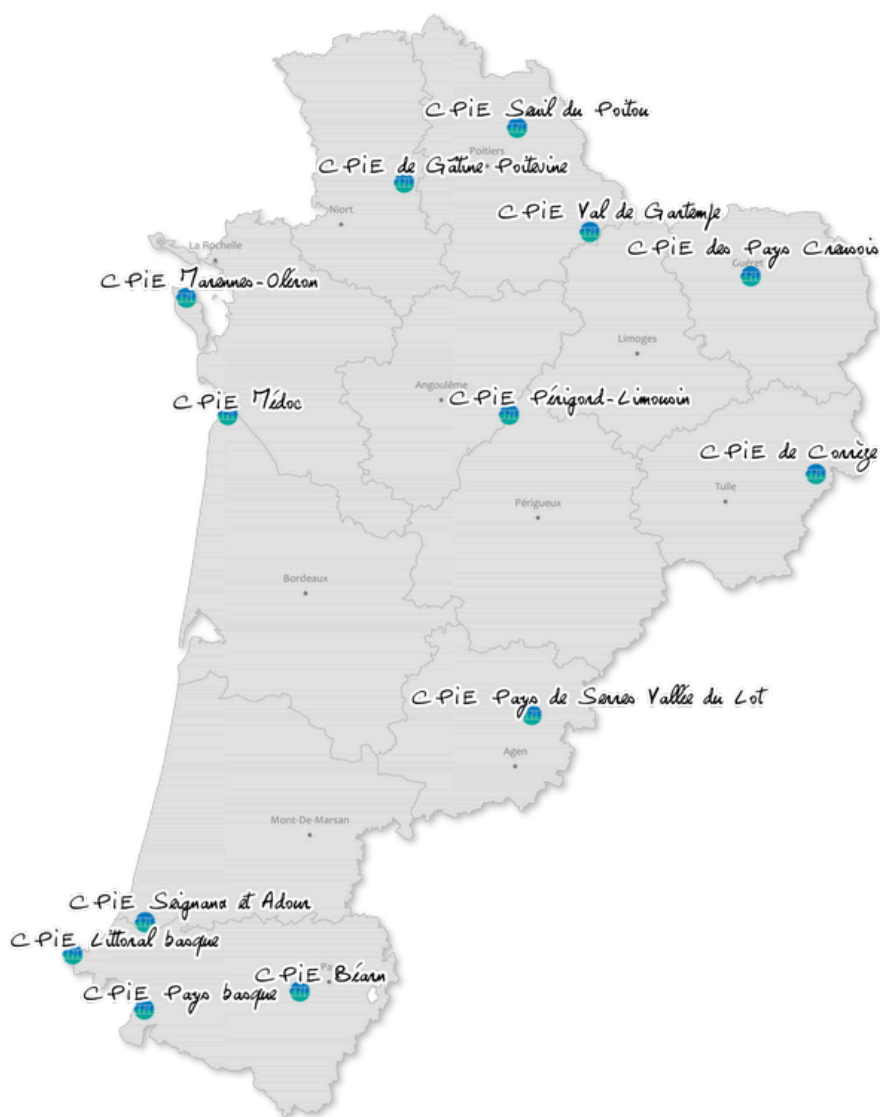 CPiE Seuil du Poitou
Poitiers
CPiE de Gâtine Poitevine
Niort
CPiE Val de Gartempe
CPiE des Pays Creusois
Guéret
La Rochelle
CPiE Marennes-Oléron
Limoges
Angoulême
CPiE Médoc
CPiE Périgord-Limousin
CPiE de Corrèze
Tulle
Périgueux
Bordeaux
CPiE Pays de Serres Vallée du Lot
Agen
Mont-De-Marsan
CPiE Seignanx et Adour
CPiE Littoral basque
CPiE Béarn
CPiE Pays basque